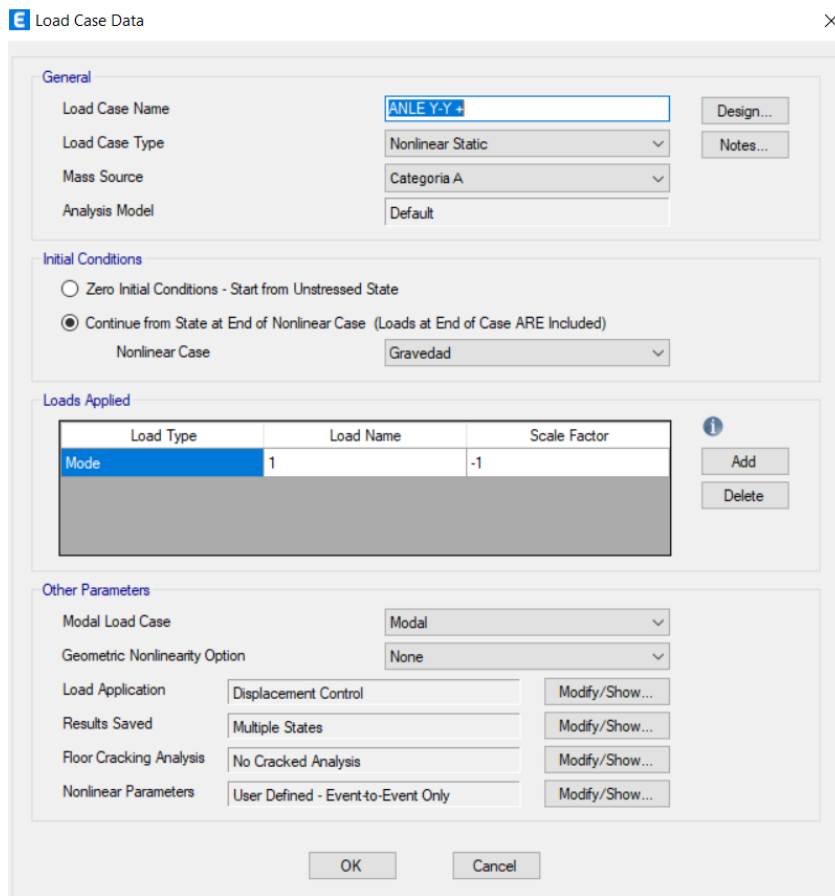 E Load Case Data
General
Load Case Name ANLE Y-Y + Design...
Load Case Type Nonlinear Static Notes...
Mass Source Categoria A
Analysis Model Default
Initial Conditions
Zero Initial Conditions - Start from Unstressed State
Continue from State at End of Nonlinear Case (Loads at End of Case ARE Included)
Nonlinear Case Gravedad
Loads Applied
Load Type Load Name Scale Factor
Mode 1 -1 Add
Delete
Other Parameters
Modal Load Case Modal
Geometric Nonlinearity Option None
Load Application Displacement Control Modify/Show...
Results Saved Multiple States Modify/Show...
Floor Cracking Analysis No Cracked Analysis Modify/Show...
Nonlinear Parameters User Defined - Event-to-Event Only Modify/Show...
OK Cancel